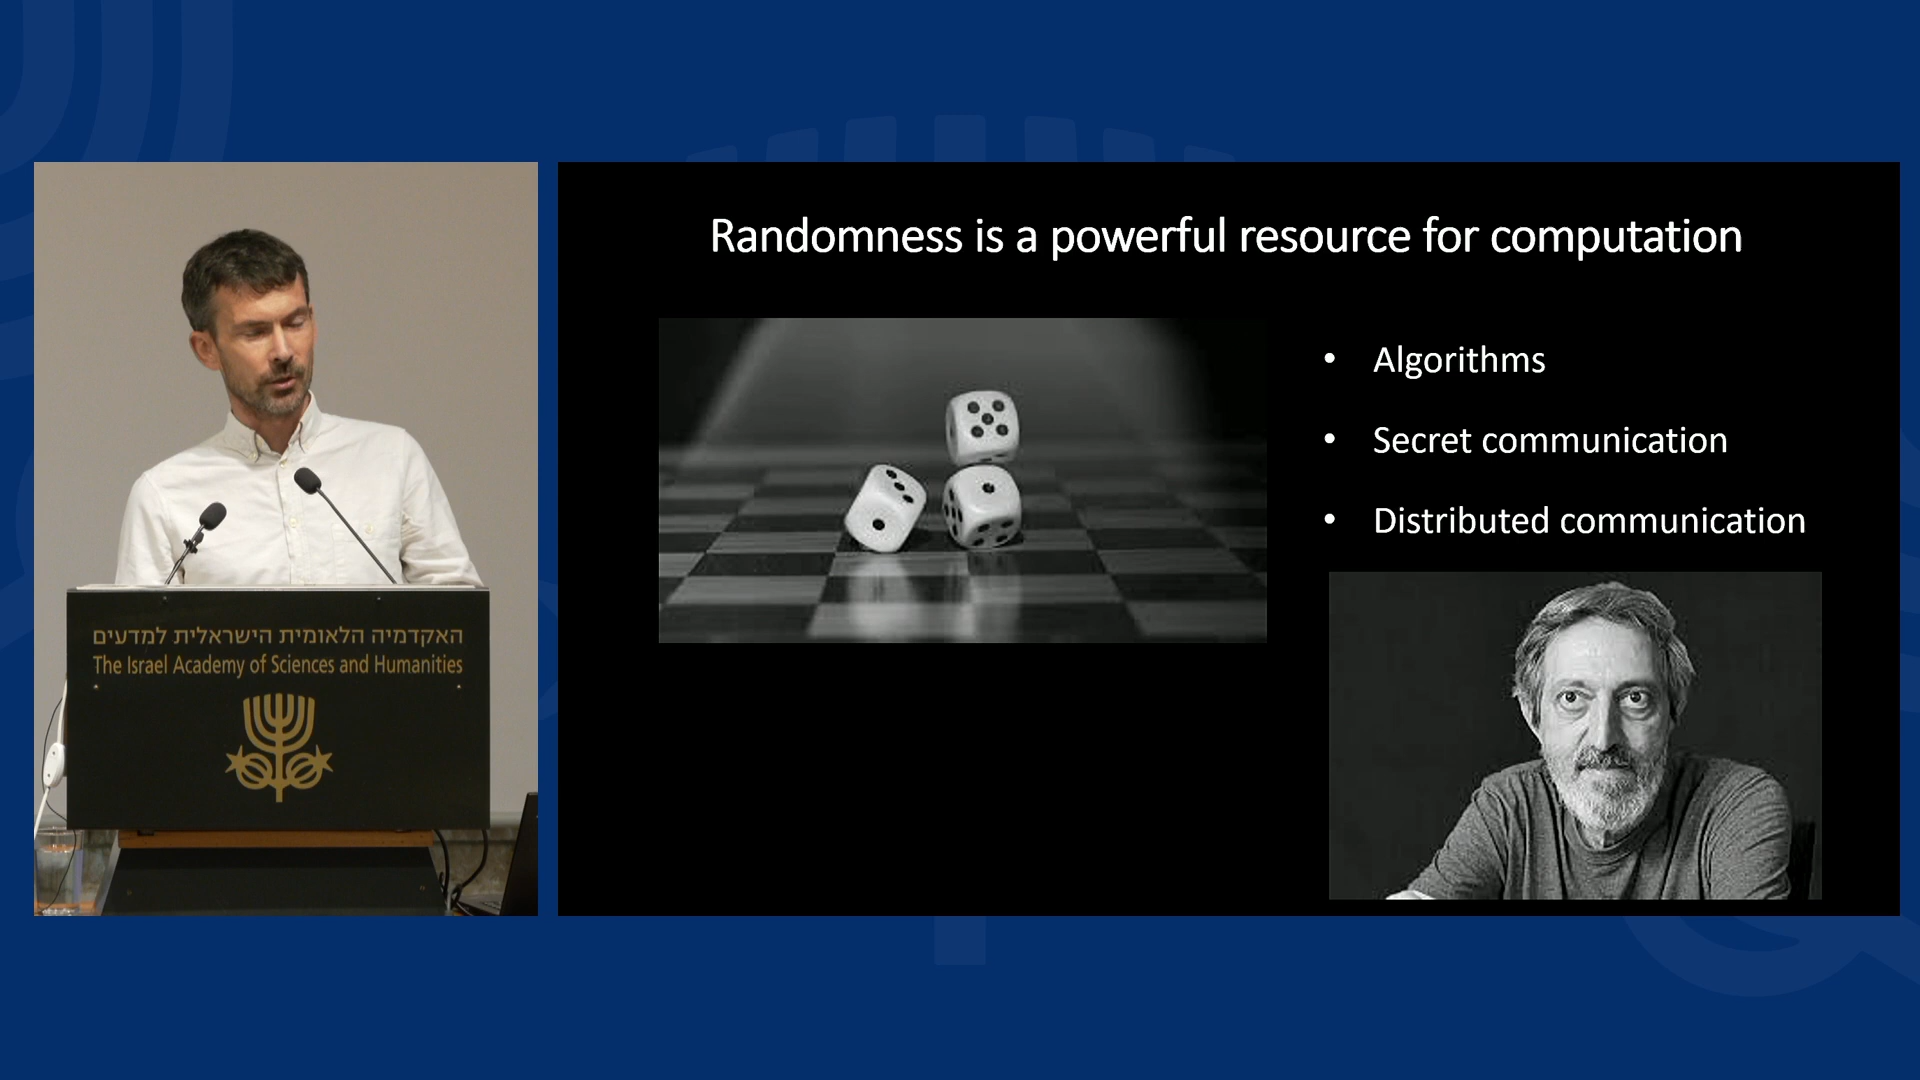 האקדמיה הלאומית הישראלית למדעים
The Israel Academy of Sciences and Humanities
Randomness is a powerful resource for computation
• Algorithms
• Secret communication
• Distributed communication